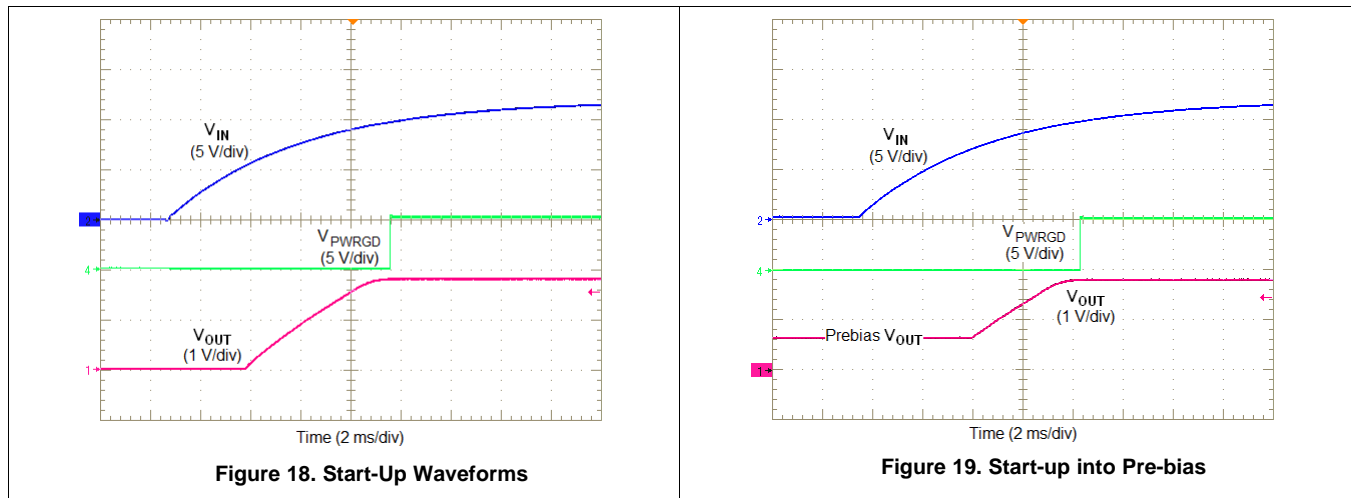 V_IN
(5 V/div)
2
V_PWRGD
(5 V/div)
4
V_OUT
(1 V/div)
1
Time (2 ms/div)
Figure 18. Start-Up Waveforms
V_IN
(5 V/div)
2
V_PWRGD
(5 V/div)
4
V_OUT
(1 V/div)
Prebias V_OUT
1
Time (2 ms/div)
Figure 19. Start-up into Pre-bias